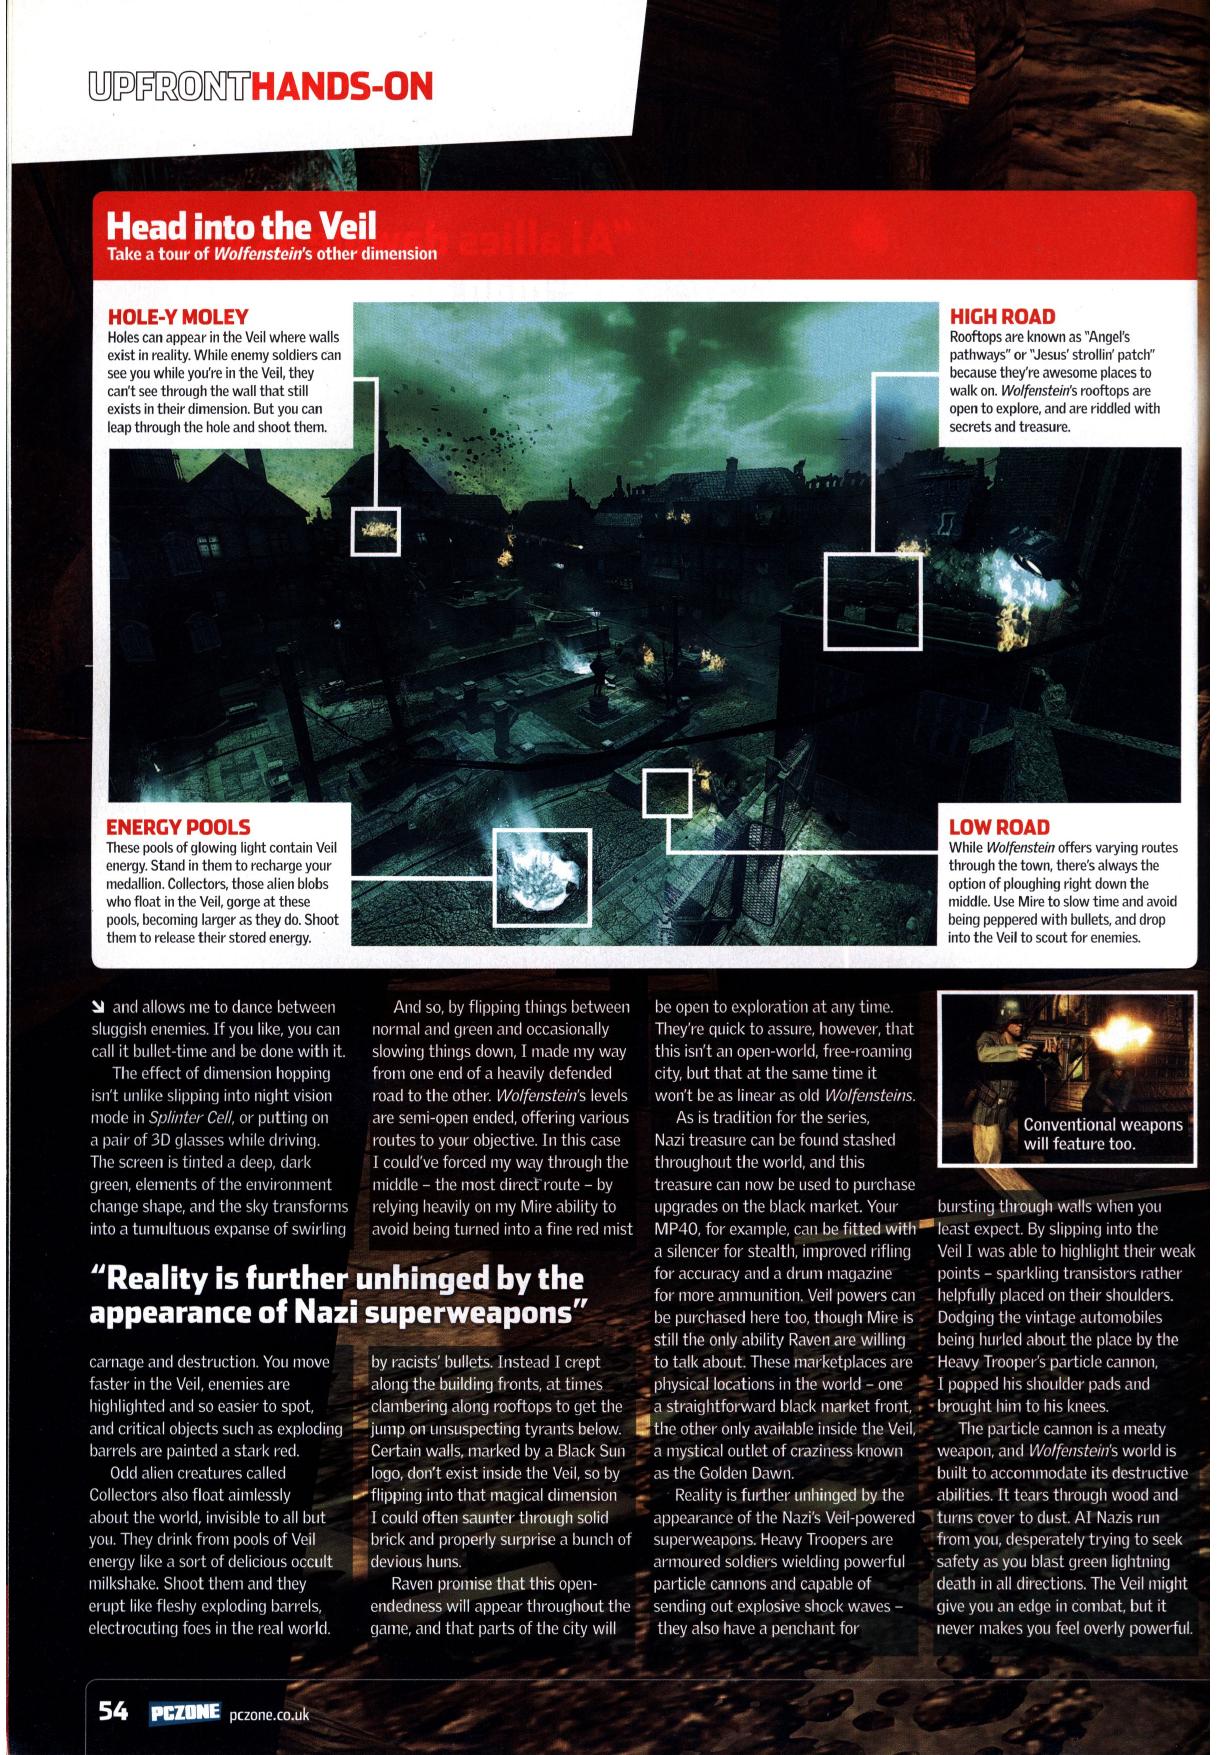 UPFRONTHANDS-ON
Head into the Veil
Take a tour of Wolfenstein's other dimension
HOLE-Y MOLEY
Holes can appear in the Veil where walls
exist in reality. While enemy soldiers can
see you while you're in the Veil, they
can't see through the wall that still
exists in their dimension. But you can
leap through the hole and shoot them.
HIGH ROAD
Rooftops are known as "Angel's
pathways" or "Jesus' strollin' patch"
because they're awesome places to
walk on. Wolfenstein's rooftops are
open to explore, and are riddled with
secrets and treasure.
ENERGY POOLS
These pools of glowing light contain Veil
energy. Stand in them to recharge your
medallion. Collectors, those alien blobs
who float in the Veil, gorge at these
pools, becoming larger as they do. Shoot
them to release their stored energy.
LOW ROAD
While Wolfenstein offers varying routes
through the town, there's always the
option of ploughing right down the
middle. Use Mire to slow time and avoid
being peppered with bullets, and drop
into the Veil to scout for enemies.
and allows me to dance between
sluggish enemies. If you like, you can
call it bullet-time and be done with it.
The effect of dimension hopping
isn't unlike slipping into night vision
mode in Splinter Cell, or putting on
a pair of 3D glasses while driving.
The screen is tinted a deep, dark
green, elements of the environment
change shape, and the sky transforms
into a tumultuous expanse of swirling
"Reality is further unhinged by the
appearance of Nazi superweapons"
carnage and destruction. You move
faster in the Veil, enemies are
highlighted and so easier to spot,
and critical objects such as exploding
barrels are painted a stark red.
Odd alien creatures called
Collectors also float aimlessly
about the world, invisible to all but
you. They drink from pools of Veil
energy like a sort of delicious occult
milkshake. Shoot them and they
erupt like fleshy exploding barrels,
electrocuting foes in the real world.
And so, by flipping things between
normal and green and occasionally
slowing things down, I made my way
from one end of a heavily defended
road to the other. Wolfenstein's levels
are semi-open ended, offering various
routes to your objective. In this case
I could've forced my way through the
middle – the most direct route – by
relying heavily on my Mire ability to
avoid being turned into a fine red mist
by racists' bullets. Instead I crept
along the building fronts, at times
clambering along rooftops to get the
jump on unsuspecting tyrants below.
Certain walls, marked by a Black Sun
logo, don't exist inside the Veil, so by
flipping into that magical dimension
I could often saunter through solid
brick and properly surprise a bunch of
devious huns.
Raven promise that this open-
endedness will appear throughout the
game, and that parts of the city will
be open to exploration at any time.
They're quick to assure, however, that
this isn't an open-world, free-roaming
city, but that at the same time it
won't be as linear as old Wolfensteins.
As is tradition for the series,
Nazi treasure can be found stashed
throughout the world, and this
treasure can now be used to purchase
upgrades on the black market. Your
MP40, for example, can be fitted with
a silencer for stealth, improved rifling
for accuracy and a drum magazine
for more ammunition. Veil powers can
be purchased here too, though Mire is
still the only ability Raven are willing
to talk about. These marketplaces are
physical locations in the world – one
a straightforward black market front,
the other only available inside the Veil,
a mystical outlet of craziness known
as the Golden Dawn.
Reality is further unhinged by the
appearance of the Nazi's Veil-powered
superweapons. Heavy Troopers are
armoured soldiers wielding powerful
particle cannons and capable of
sending out explosive shock waves –
they also have a penchant for
Conventional weapons
will feature too.
bursting through walls when you
least expect. By slipping into the
Veil I was able to highlight their weak
points – sparkling transistors rather
helpfully placed on their shoulders.
Dodging the vintage automobiles
being hurled about the place by the
Heavy Trooper's particle cannon,
I popped his shoulder pads and
brought him to his knees.
The particle cannon is a meaty
weapon, and Wolfenstein's world is
built to accommodate its destructive
abilities. It tears through wood and
turns cover to dust. AI Nazis run
from you, desperately trying to seek
safety as you blast green lightning
death in all directions. The Veil might
give you an edge in combat, but it
never makes you feel overly powerful.
54 PCZONE pczone.co.uk